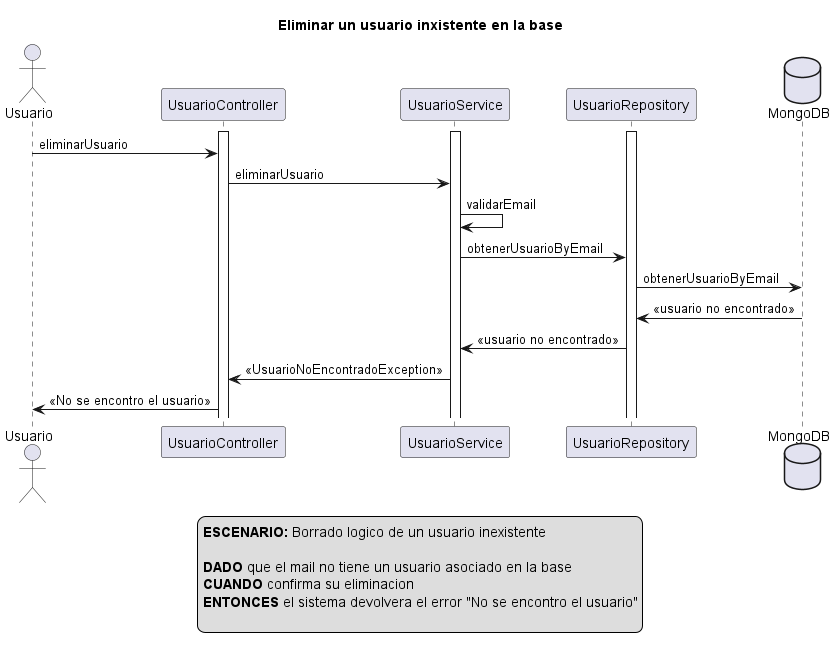 Eliminar un usuario inxistente en la base
Usuario
UsuarioController
UsuarioService
UsuarioRepository
MongoDB
eliminarUsuario
eliminarUsuario
validarEmail
obtenerUsuarioByEmail
obtenerUsuarioByEmail
«usuario no encontrado»
«usuario no encontrado»
«UsuarioNoEncontradoException»
«No se encontro el usuario»
Usuario
UsuarioController
UsuarioService
UsuarioRepository
MongoDB
ESCENARIO: Borrado logico de un usuario inexistente
DADO que el mail no tiene un usuario asociado en la base
CUANDO confirma su eliminacion
ENTONCES el sistema devolvera el error "No se encontro el usuario"